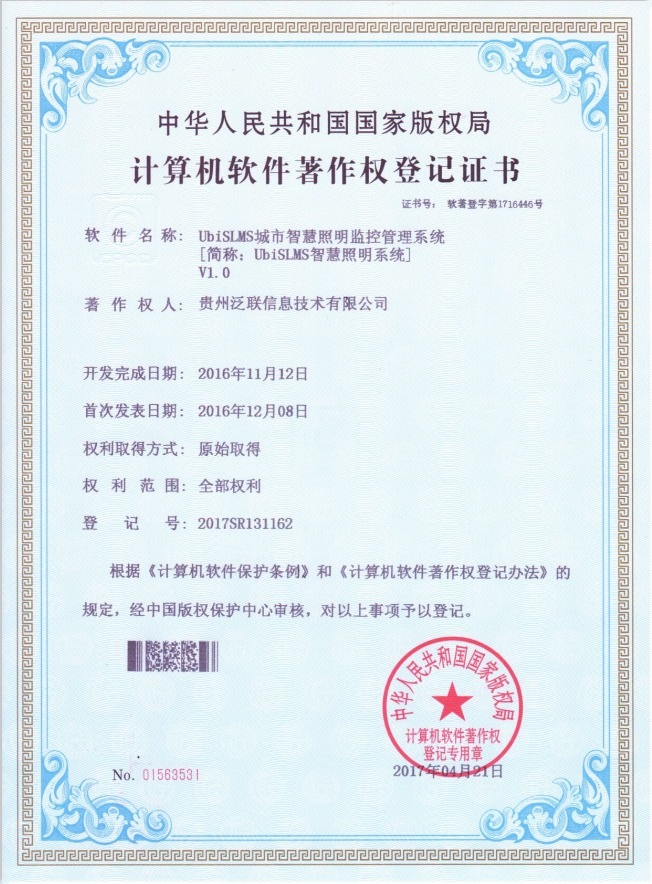 中华人民共和国国家版权局
计算机软件著作权登记证书
证书号： 软著登字第1716446号
软件名称： UbiSLMS城市智慧照明监控管理系统
[简称：UbiSLMS智慧照明系统]
V1.0
著作权人： 贵州泛联信息技术有限公司
开发完成日期： 2016年11月12日
首次发表日期： 2016年12月08日
权利取得方式： 原始取得
权利范围： 全部权利
登记号： 2017SR131162
根据《计算机软件保护条例》和《计算机软件著作权登记办法》的
规定，经中国版权保护中心审核，对以上事项予以登记。
中华人民共和国国家版权局
计算机软件著作权
登记专用章
No. 01563531
2017年04月21日